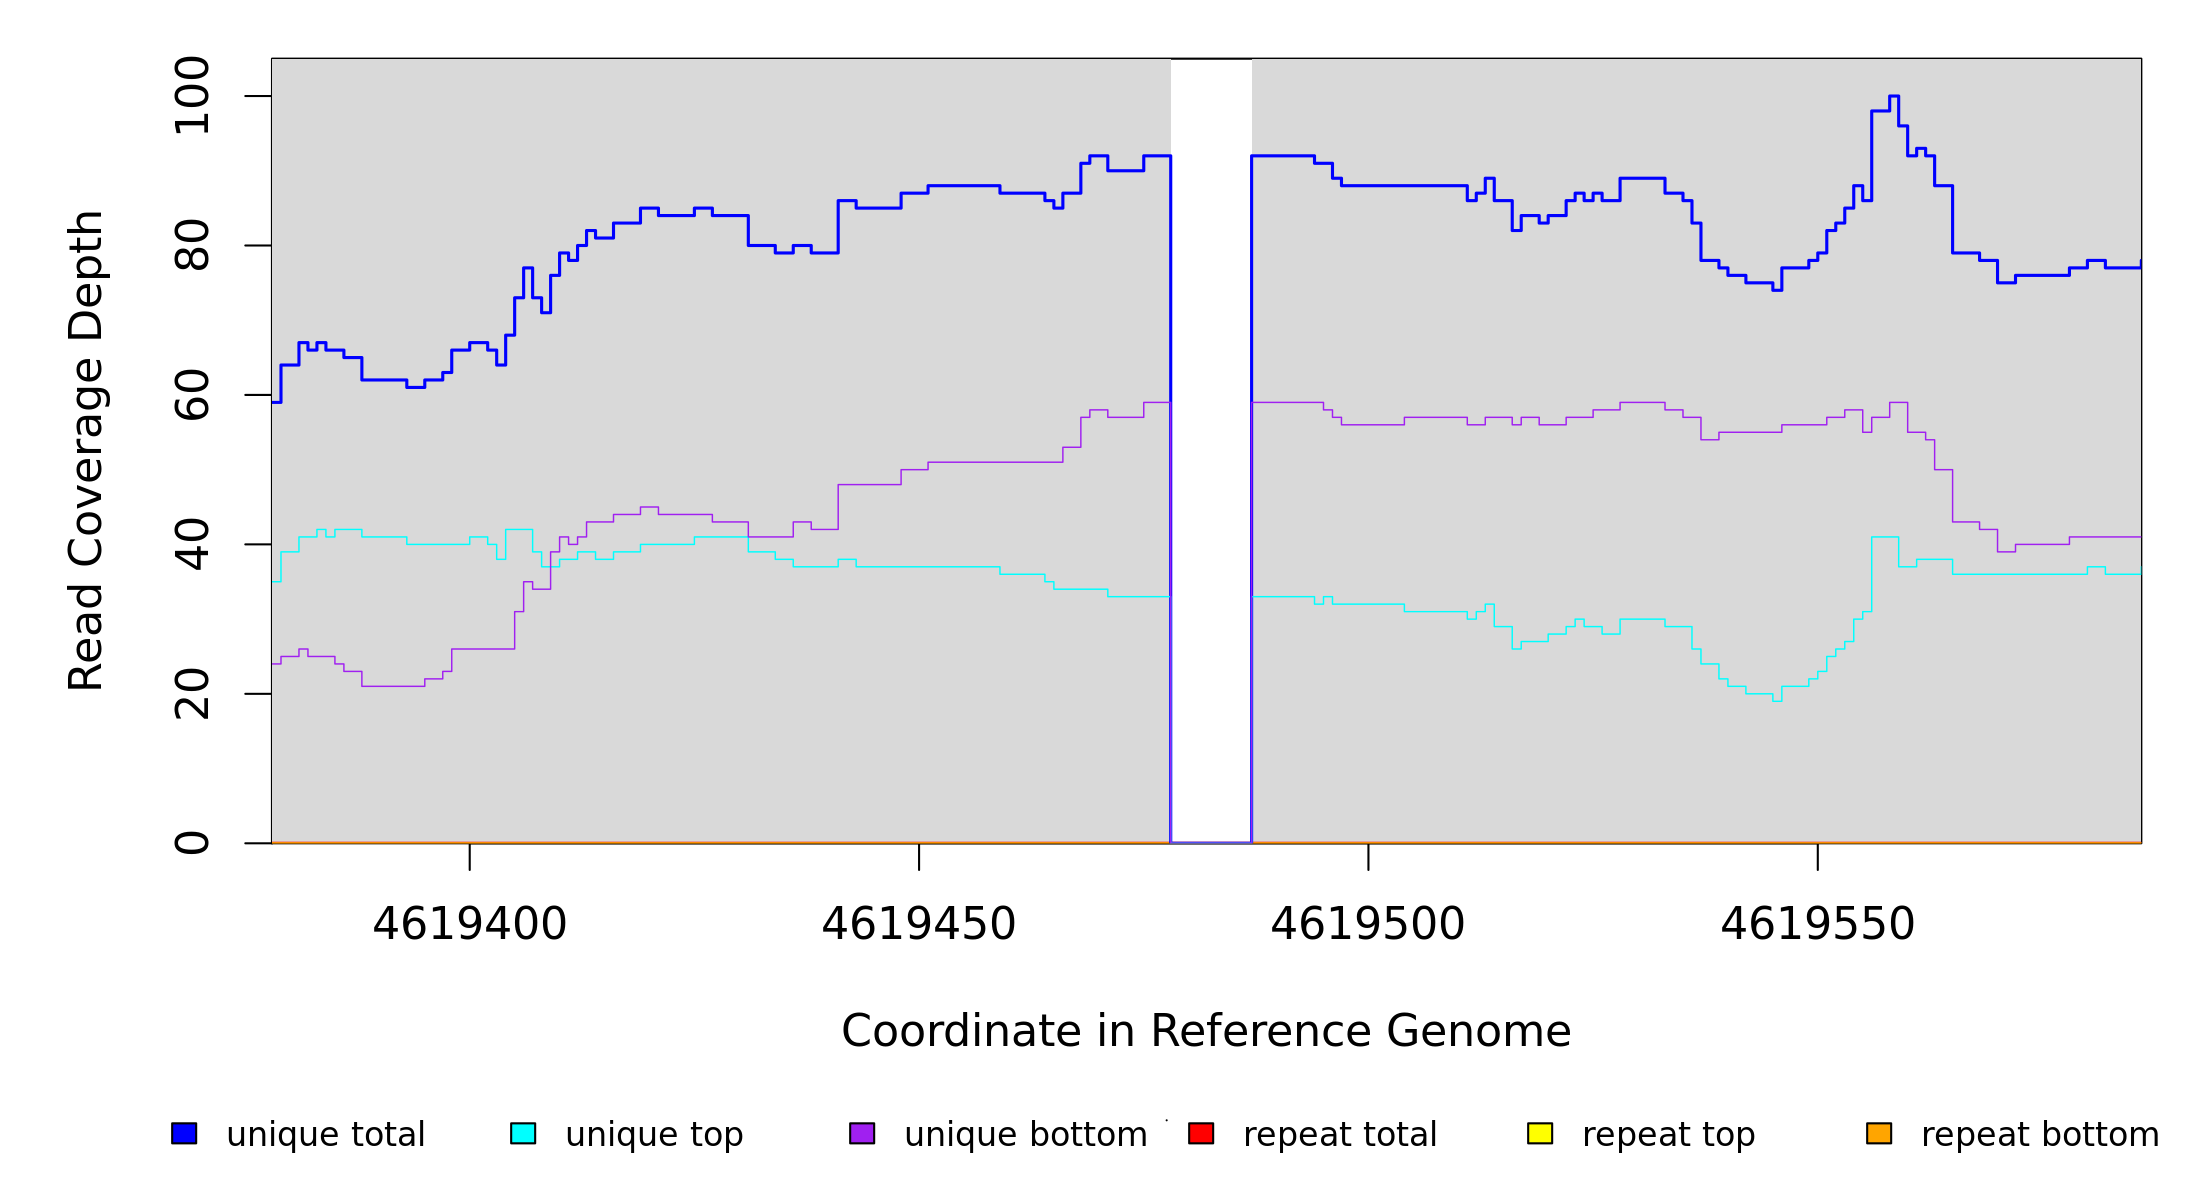 Read Coverage Depth
100
80
60
40
20
0
4619400 4619450 4619500 4619550
Coordinate in Reference Genome
unique total unique top unique bottom repeat total repeat top repeat bottom